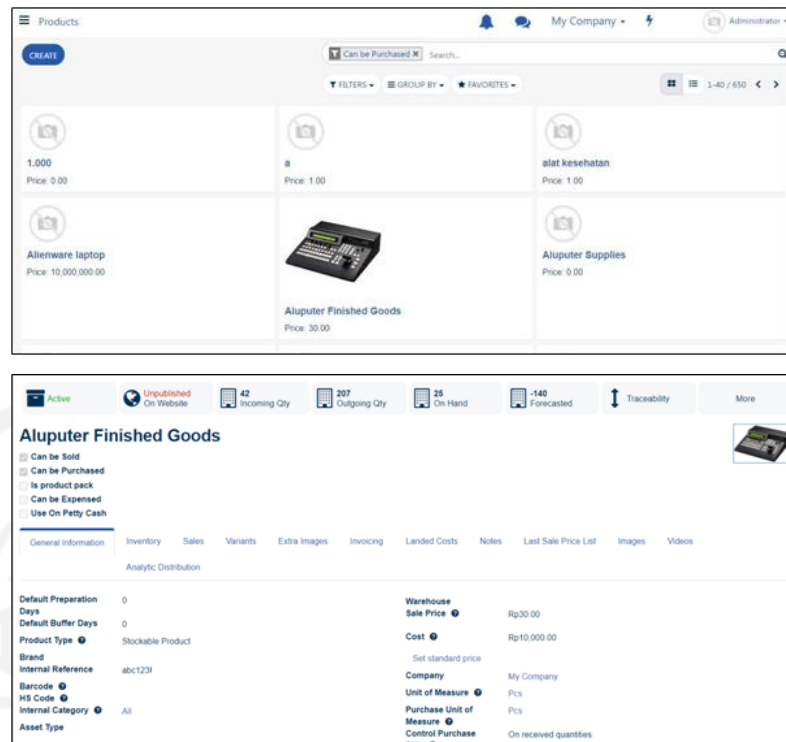 Products
My Company
Administrator
CREATE
Can be Purchased × Search...
FILTERS GROUP BY FAVORITES 1-40 / 650
1.000
Price: 0.00
a
Price: 1.00
alat kesehatan
Price: 1.00
Alienware laptop
Price: 10,000,000.00
Aluputer Finished Goods
Price: 30.00
Aluputer Supplies
Price: 0.00
Active
Unpublished
On Website
42
Incoming Qty
207
Outgoing Qty
25
On Hand
-140
Forecasted
Traceability
More
Aluputer Finished Goods
Can be Sold
Can be Purchased
Is product pack
Can be Expensed
Use On Petty Cash
General Information Inventory Sales Variants Extra Images Invoicing Landed Costs Notes Last Sale Price List Images Videos
Analytic Distribution
Default Preparation Days 0
Default Buffer Days 0
Product Type Stockable Product
Brand
Internal Reference abc123!
Barcode
HS Code
Internal Category All
Asset Type
Warehouse
Sale Price Rp30.00
Cost Rp10,000.00
Set standard price
Company My Company
Unit of Measure Pcs
Purchase Unit of Measure Pcs
Control Purchase On received quantities